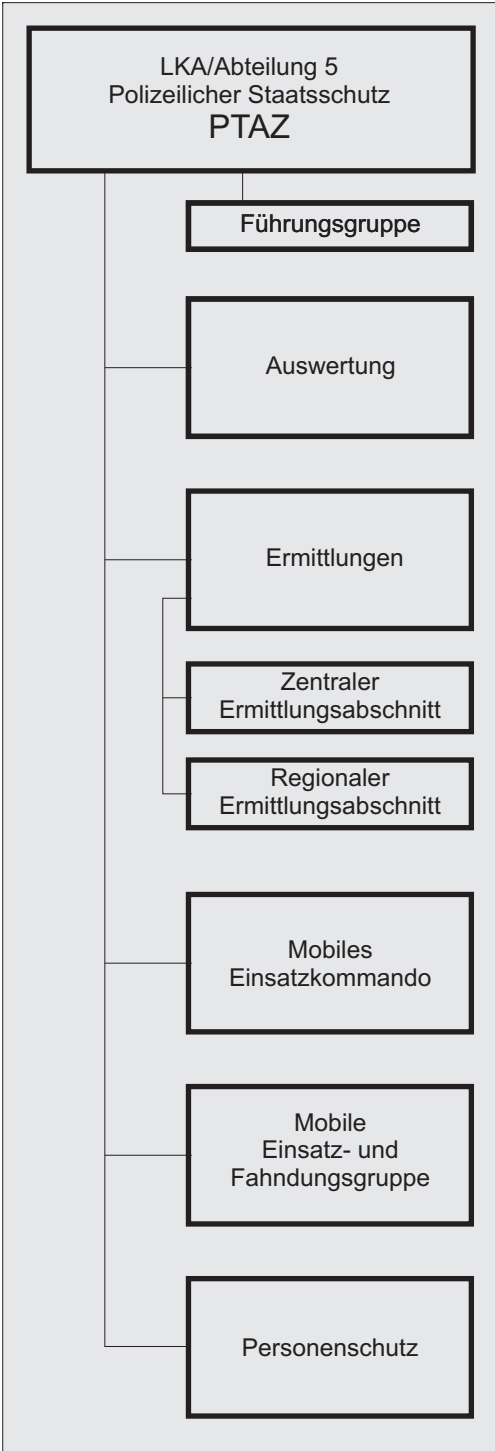 LKA/Abteilung 5
Polizeilicher Staatsschutz
PTAZ
Führungsgruppe
Auswertung
Ermittlungen
Zentraler
Ermittlungsabschnitt
Regionaler
Ermittlungsabschnitt
Mobiles
Einsatzkommando
Mobile
Einsatz- und
Fahndungsgruppe
Personenschutz